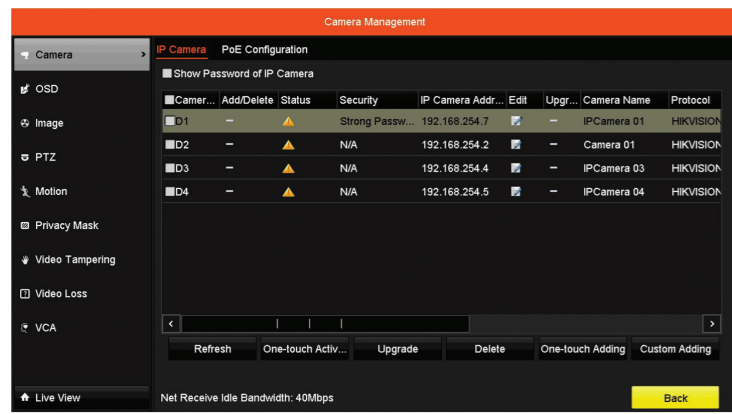 Camera Management
Camera
OSD
Image
PTZ
Motion
Privacy Mask
Video Tampering
Video Loss
VCA
Live View
IP Camera PoE Configuration
Show Password of IP Camera
Camer... Add/Delete Status Security IP Camera Addr... Edit Upgr... Camera Name Protocol
D1 – Strong Passw... 192.168.254.7 – IPCamera 01 HIKVISION
D2 – N/A 192.168.254.2 – Camera 01 HIKVISION
D3 – N/A 192.168.254.4 – IPCamera 03 HIKVISION
D4 – N/A 192.168.254.5 – IPCamera 04 HIKVISION
Refresh One-touch Activ... Upgrade Delete One-touch Adding Custom Adding
Net Receive Idle Bandwidth: 40Mbps
Back